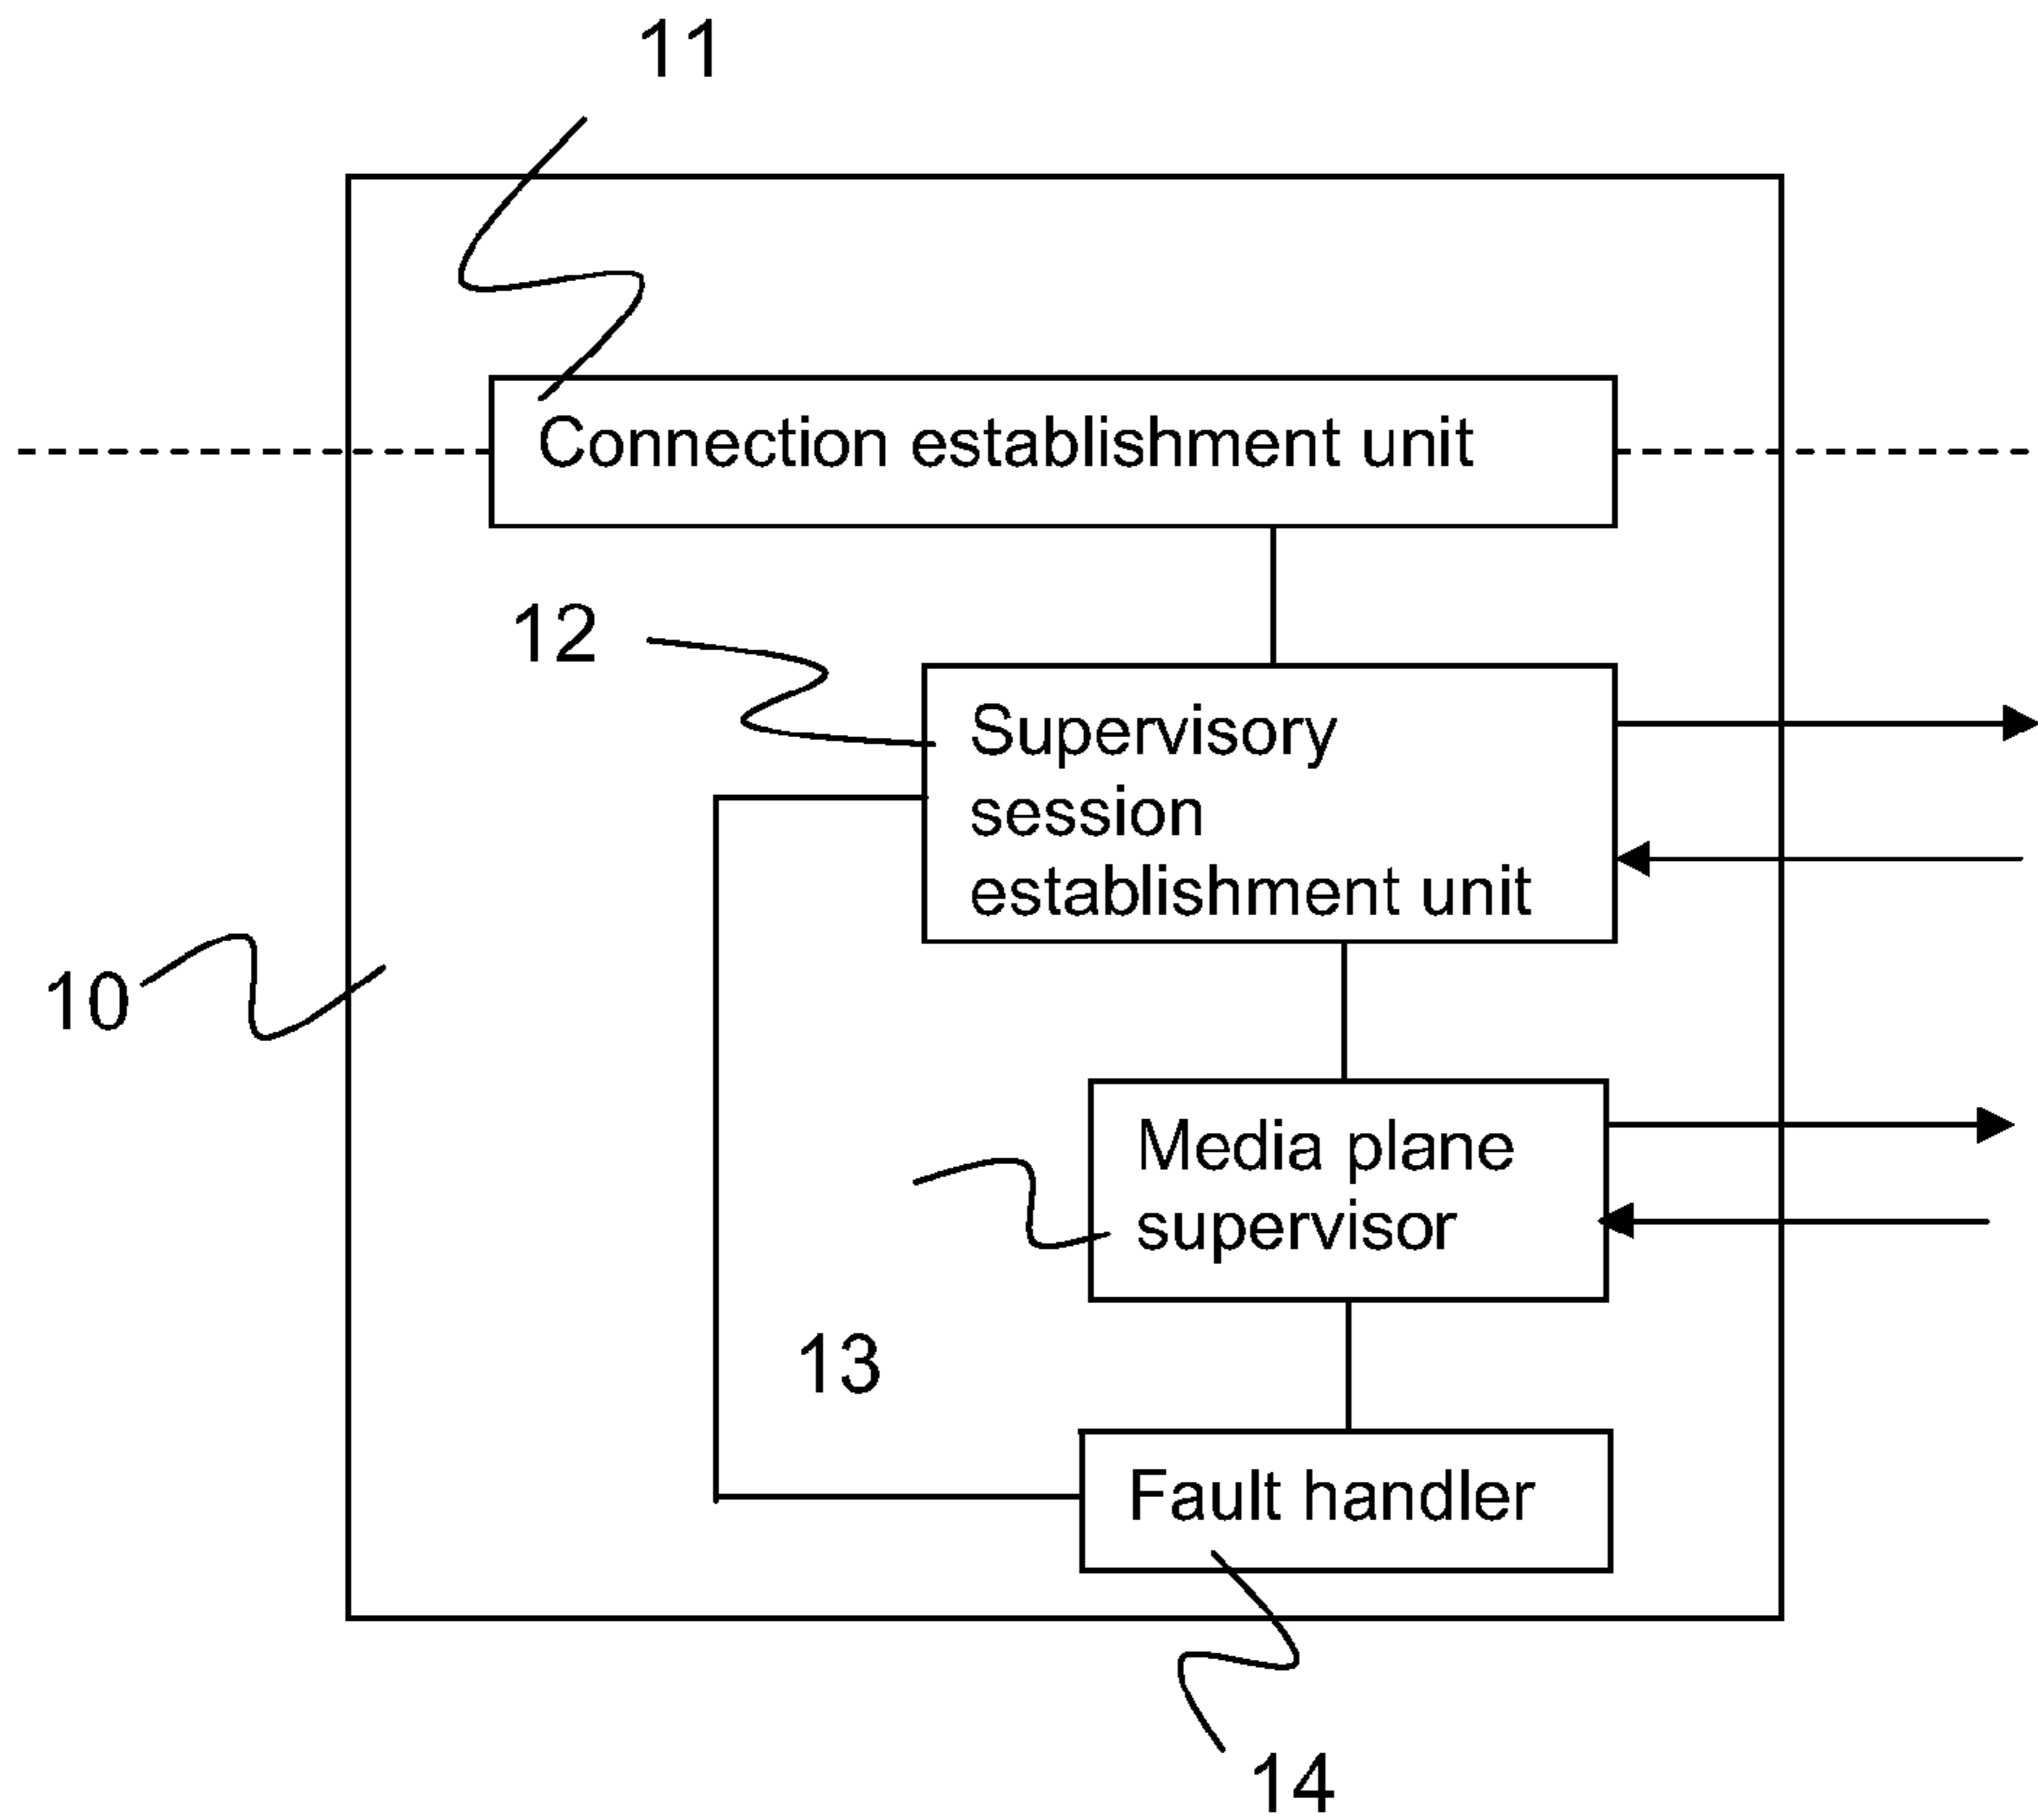 11
Connection establishment unit
12
Supervisory
session
establishment unit
10
Media plane
supervisor
13
Fault handler
14